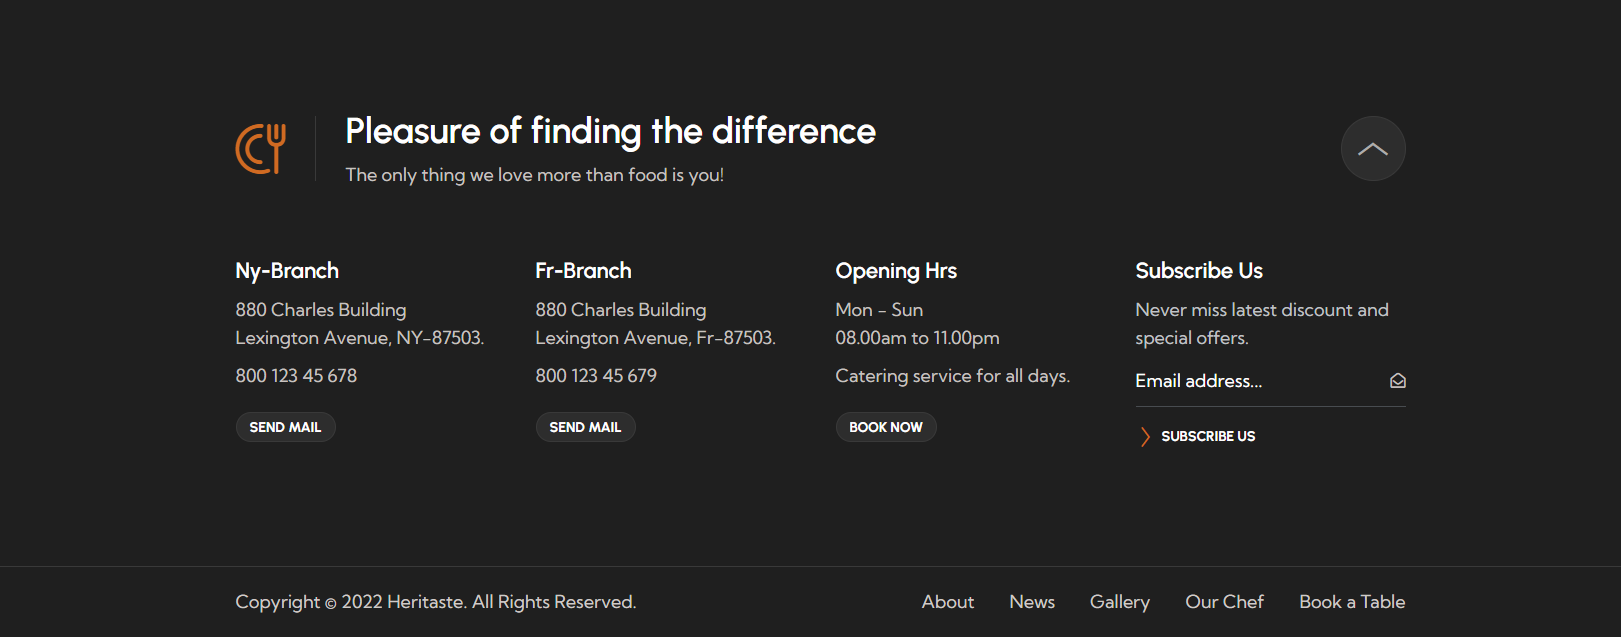 Pleasure of finding the difference
The only thing we love more than food is you!
Ny-Branch
880 Charles Building
Lexington Avenue, NY-87503.
800 123 45 678
SEND MAIL
Fr-Branch
880 Charles Building
Lexington Avenue, Fr-87503.
800 123 45 679
SEND MAIL
Opening Hrs
Mon - Sun
08.00am to 11.00pm
Catering service for all days.
BOOK NOW
Subscribe Us
Never miss latest discount and
special offers.
Email address...
SUBSCRIBE US
Copyright © 2022 Heritaste. All Rights Reserved.
About News Gallery Our Chef Book a Table